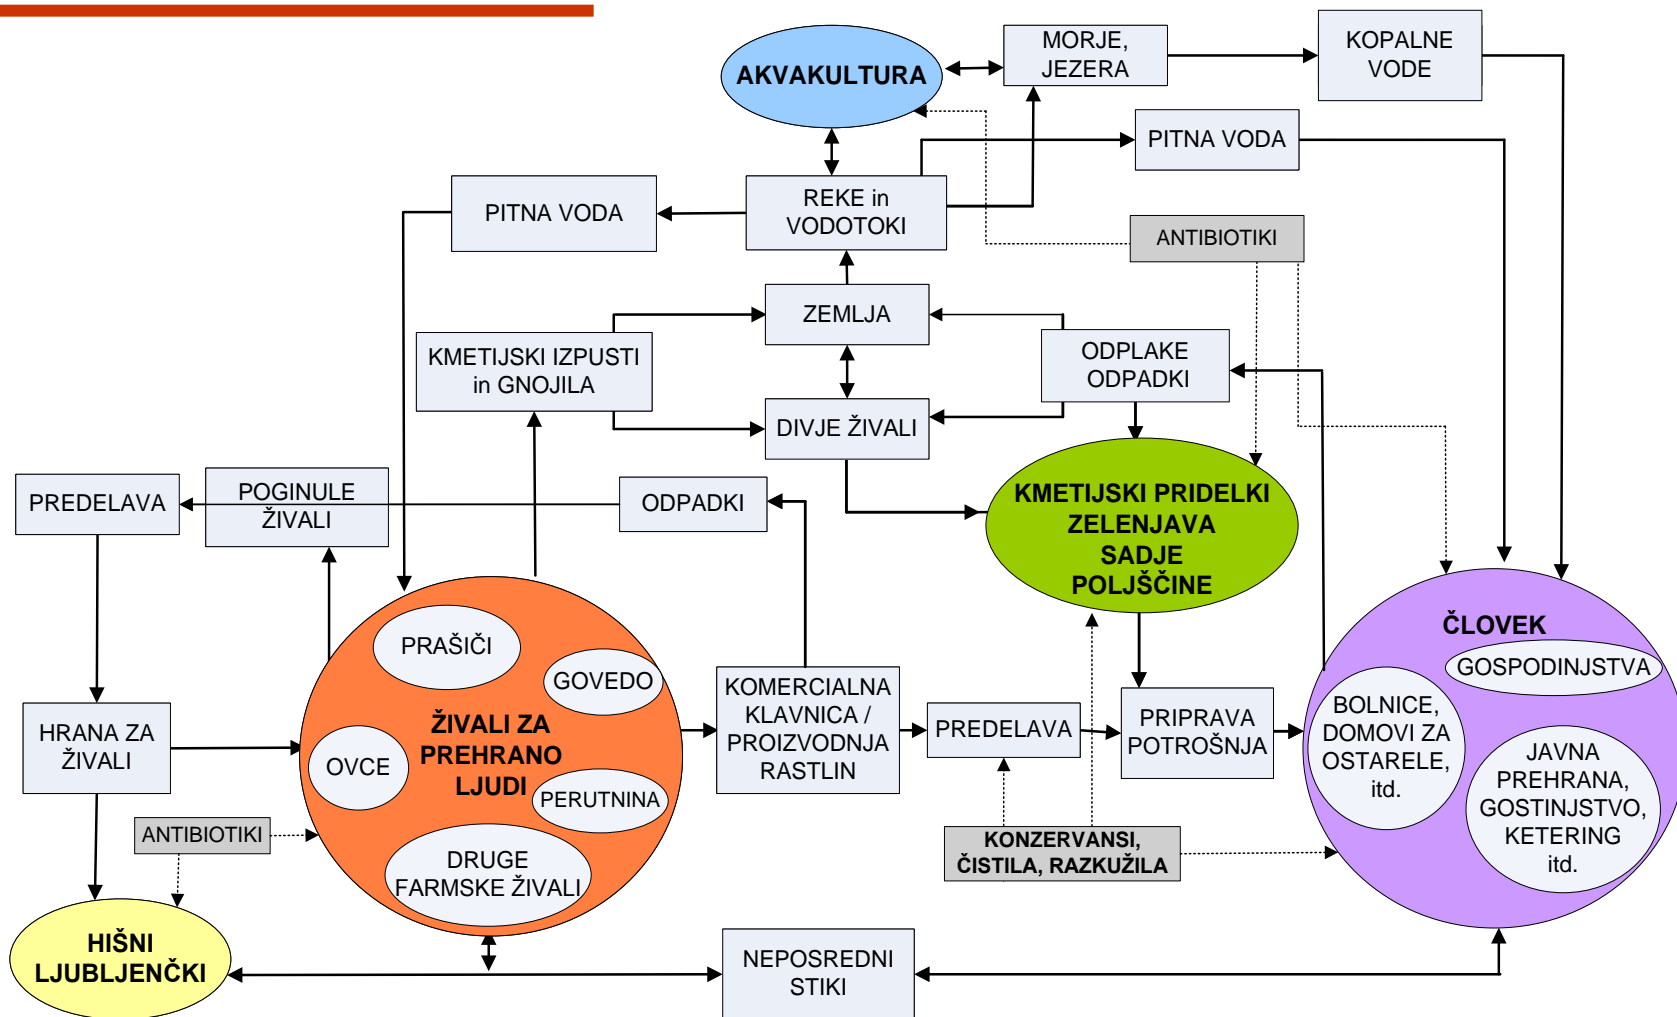 AKVAKULTURA
MORJE,
JEZERA
KOPALNE
VODE
PITNA VODA
PITNA VODA
REKE in
VODOTOKI
ANTIBIOTIKI
ZEMLJA
KMETIJSKI IZPUSTI
in GNOJILA
ODPLAKE
ODPADKI
DIVJE ŽIVALI
PREDELAVA
POGINULE
ŽIVALI
ODPADKI
KMETIJSKI PRIDELKI
ZELENJAVA
SADJE
POLJŠČINE
HRANA ZA
ŽIVALI
PRAŠIČI
GOVEDO
ŽIVALI ZA
PREHRANO
LJUDI
OVCE
PERUTNINA
DRUGE
FARMSKE ŽIVALI
KOMERCIALNA
KLAVNICA /
PROIZVODNJA
RASTLIN
PREDELAVA
PRIPRAVA
POTROŠNJA
ČLOVEK
GOSPODINJSTVA
BOLNICE,
DOMOVI ZA
OSTARELE,
itd.
JAVNA
PREHRANA,
GOSTINJSTVO,
KETERING
itd.
ANTIBIOTIKI
KONZERVANSI,
ČISTILA, RAZKUŽILA
HIŠNI
LJUBLJENČKI
NEPOSREDNI
STIKI